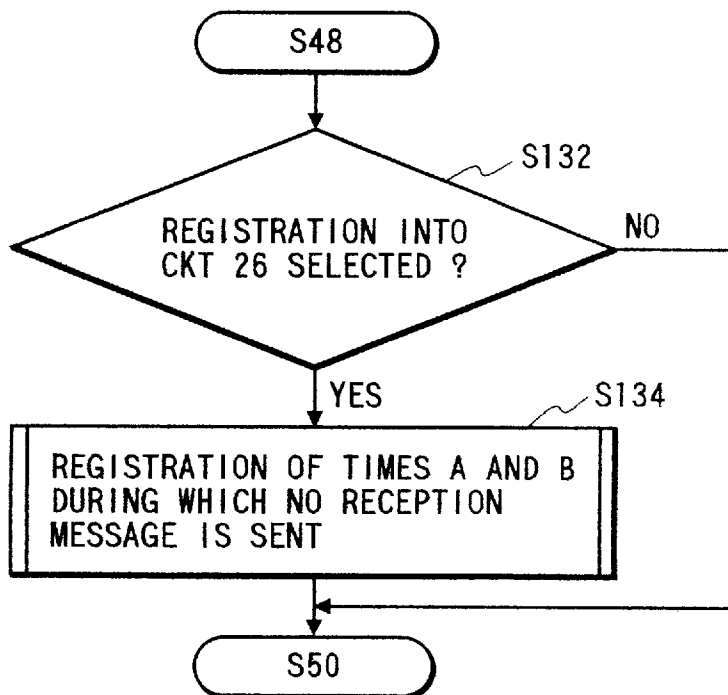 S48
S132
REGISTRATION INTO
CKT 26 SELECTED ?
NO
YES
S134
REGISTRATION OF TIMES A AND B
DURING WHICH NO RECEPTION
MESSAGE IS SENT
S50